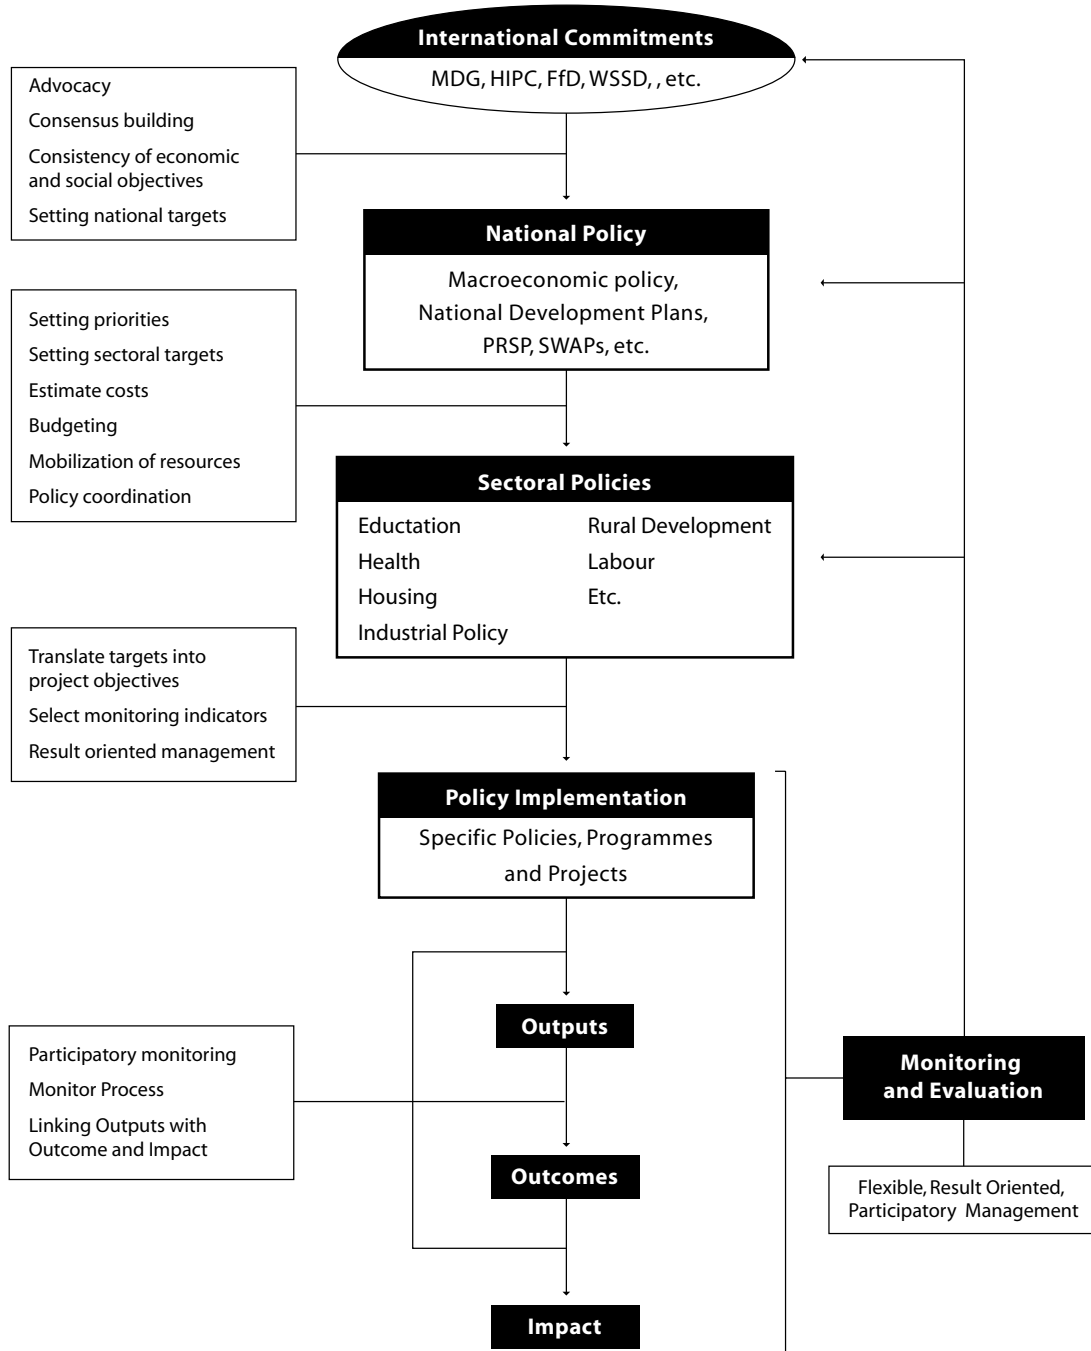 International Commitments
MDG, HIPC, FfD, WSSD, , etc.
Advocacy
Consensus building
Consistency of economic
and social objectives
Setting national targets
National Policy
Macroeconomic policy,
National Development Plans,
PRSP, SWAPs, etc.
Setting priorities
Setting sectoral targets
Estimate costs
Budgeting
Mobilization of resources
Policy coordination
Sectoral Policies
Eductation
Health
Housing
Industrial Policy
Rural Development
Labour
Etc.
Translate targets into
project objectives
Select monitoring indicators
Result oriented management
Policy Implementation
Specific Policies, Programmes
and Projects
Outputs
Participatory monitoring
Monitor Process
Linking Outputs with
Outcome and Impact
Monitoring
and Evaluation
Outcomes
Flexible, Result Oriented,
Participatory Management
Impact